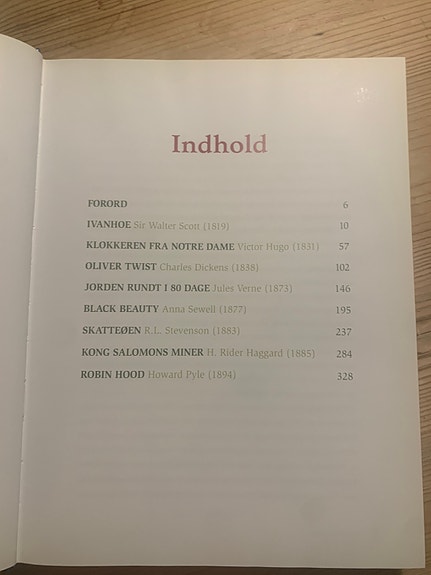 Indhold
FORORD 6
IVANHOE Sir Walter Scott (1819) 10
KLOKKEREN FRA NOTRE DAME Victor Hugo (1831) 57
OLIVER TWIST Charles Dickens (1838) 102
JORDEN RUNDT I 80 DAGE Jules Verne (1873) 146
BLACK BEAUTY Anna Sewell (1877) 195
SKATTEØEN R.L. Stevenson (1883) 237
KONG SALOMONS MINER H. Rider Haggard (1885) 284
ROBIN HOOD Howard Pyle (1894) 328